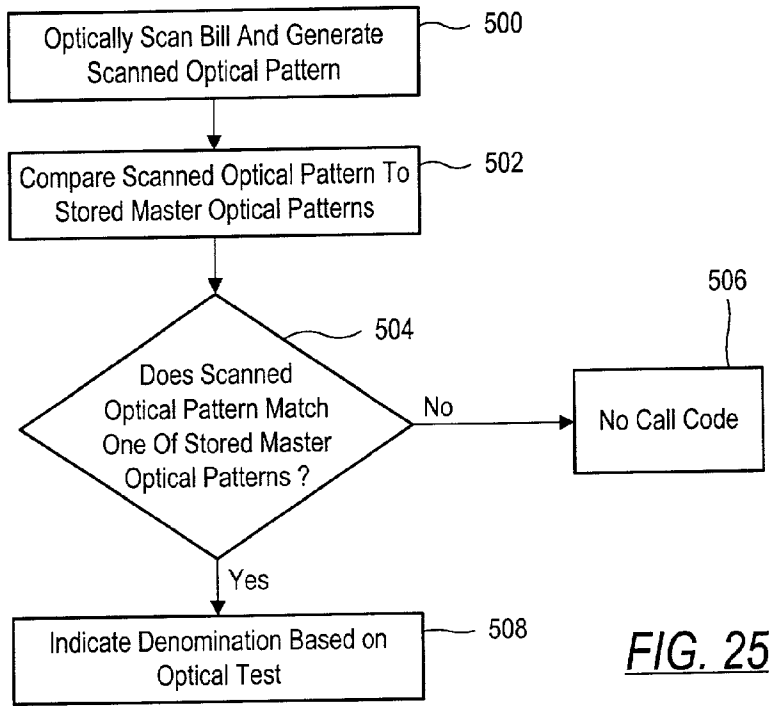 Optically Scan Bill And Generate
Scanned Optical Pattern
500
Compare Scanned Optical Pattern To
Stored Master Optical Patterns
502
504
Does Scanned
Optical Pattern Match
One Of Stored Master
Optical Patterns ?
No
506
No Call Code
Yes
Indicate Denomination Based on
Optical Test
508
FIG. 25